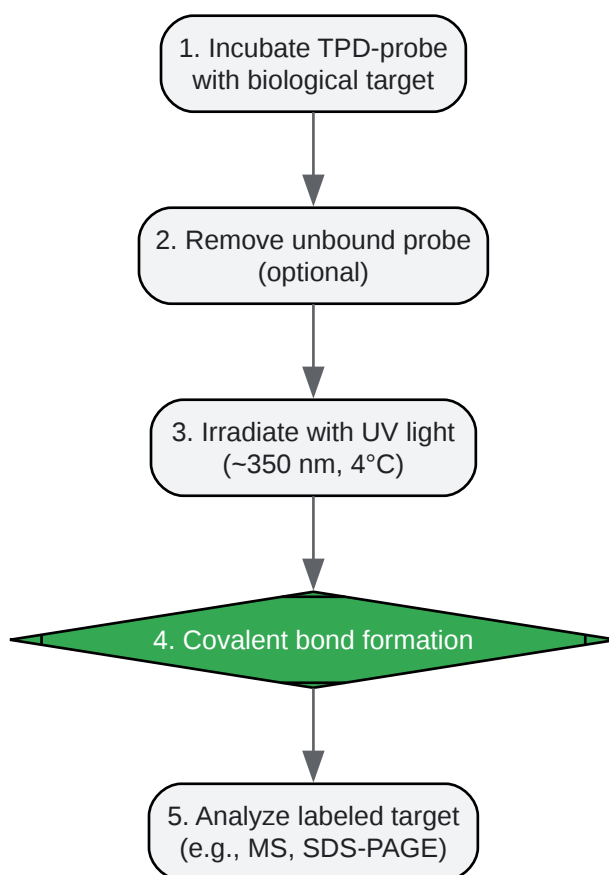 1. Incubate TPD-probe
with biological target
2. Remove unbound probe
(optional)
3. Irradiate with UV light
(~350 nm, 4°C)
4. Covalent bond formation
5. Analyze labeled target
(e.g., MS, SDS-PAGE)